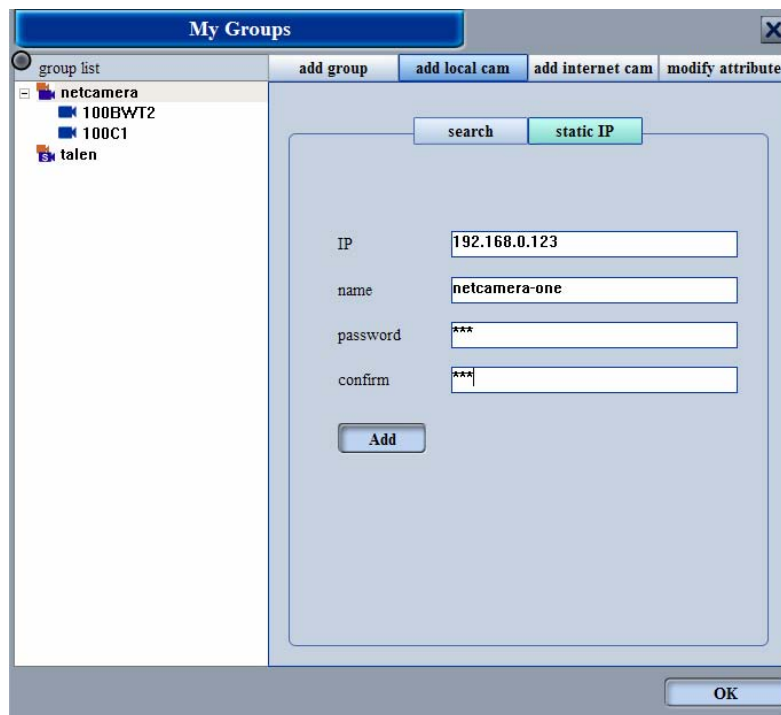 My Groups
group list
add group add local cam add internet cam modify attribute
netcamera
100BWT2
100C1
talen
search static IP
IP 192.168.0.123
name netcamera-one
password ***
confirm ***
Add
OK